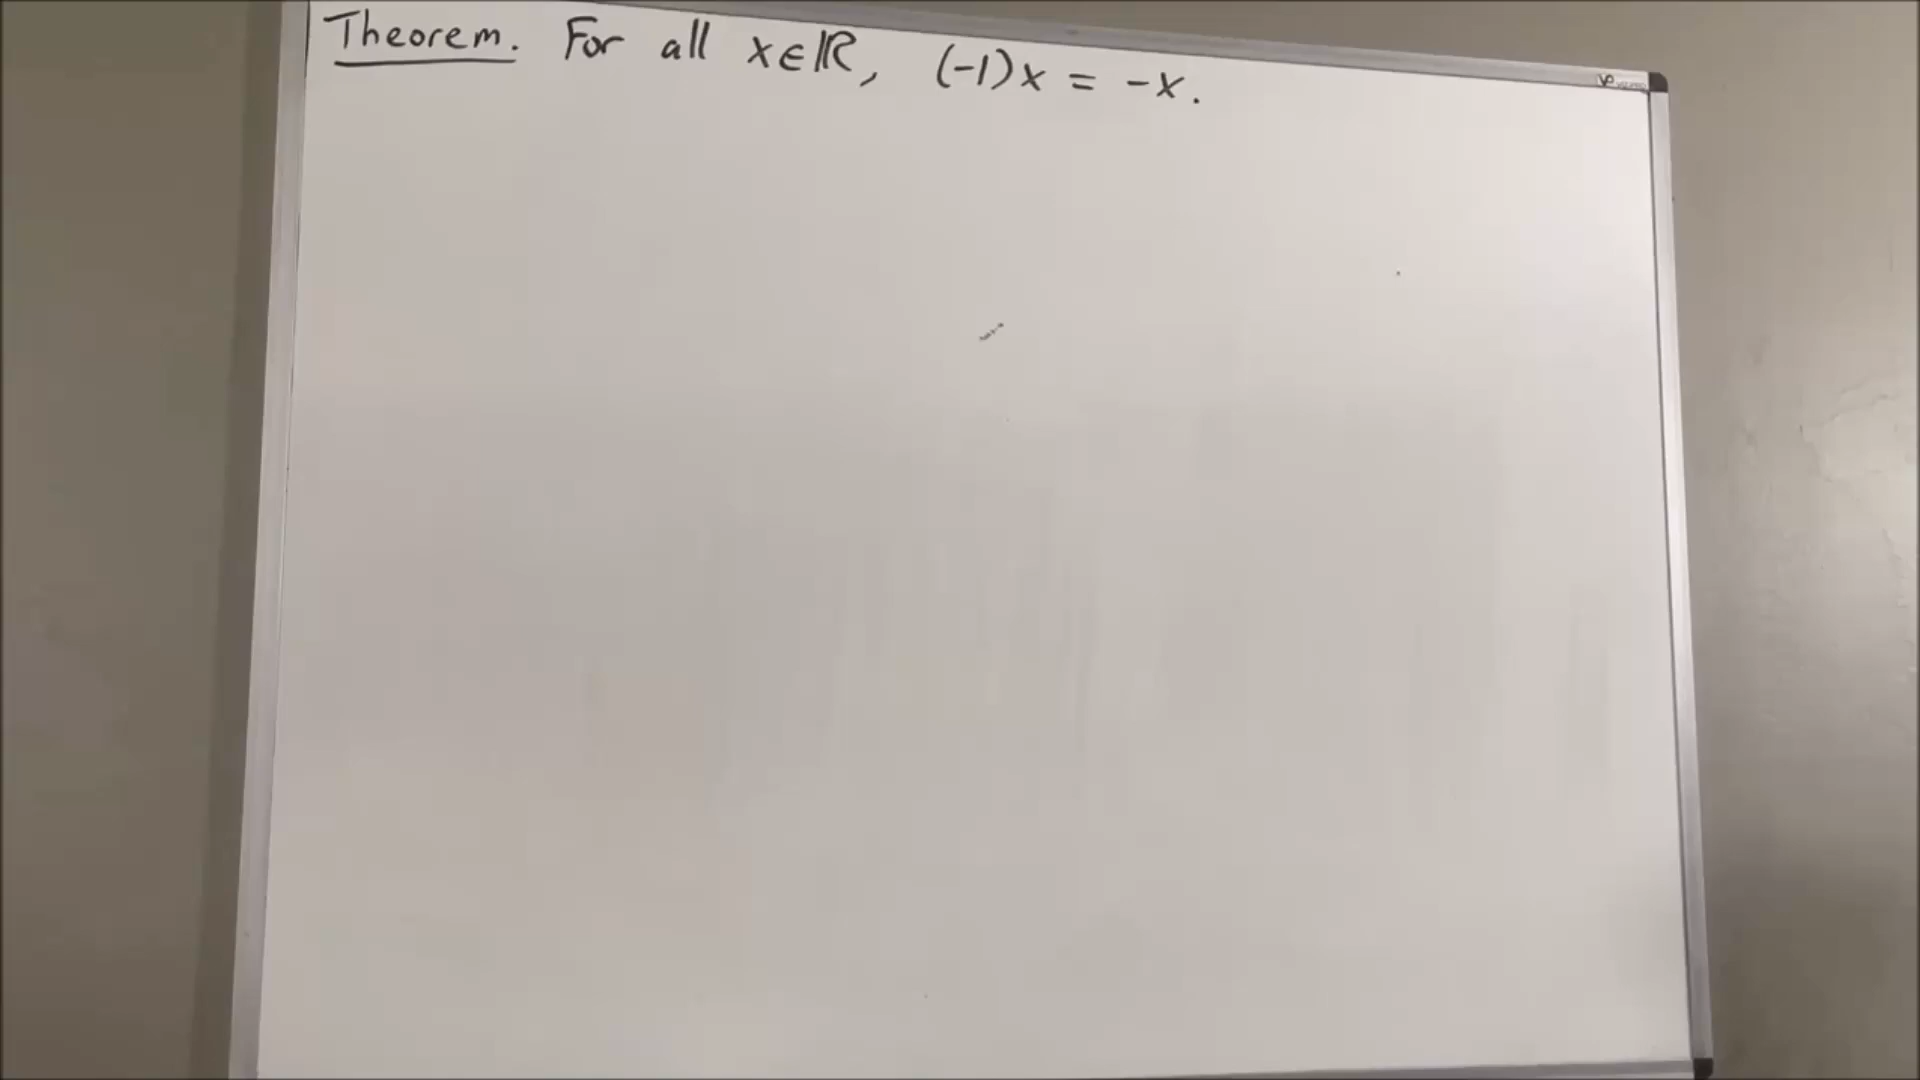 Theorem. For all x∈ℝ, (-1)x = -x.